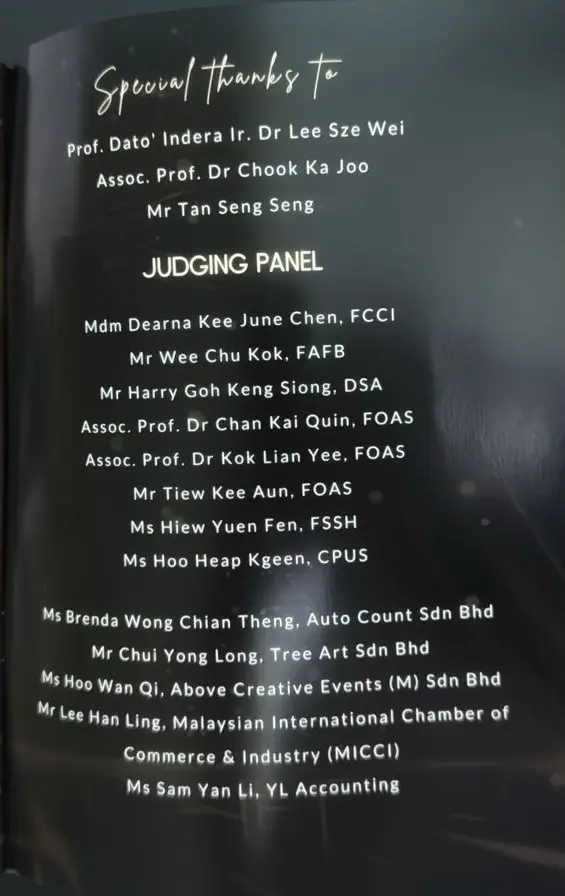 Special thanks to
Prof. Dato' Indera Ir. Dr Lee Sze Wei
Assoc. Prof. Dr Chook Ka Joo
Mr Tan Seng Seng
JUDGING PANEL
Mdm Dearna Kee June Chen, FCCI
Mr Wee Chu Kok, FAFB
Mr Harry Goh Keng Siong, DSA
Assoc. Prof. Dr Chan Kai Quin, FOAS
Assoc. Prof. Dr Kok Lian Yee, FOAS
Mr Tiew Kee Aun, FOAS
Ms Hiew Yuen Fen, FSSH
Ms Hoo Heap Kgeen, CPUS
Ms Brenda Wong Chian Theng, Auto Count Sdn Bhd
Mr Chui Yong Long, Tree Art Sdn Bhd
Ms Hoo Wan Qi, Above Creative Events (M) Sdn Bhd
Mr Lee Han Ling, Malaysian International Chamber of
Commerce & Industry (MICCI)
Ms Sam Yan Li, YL Accounting